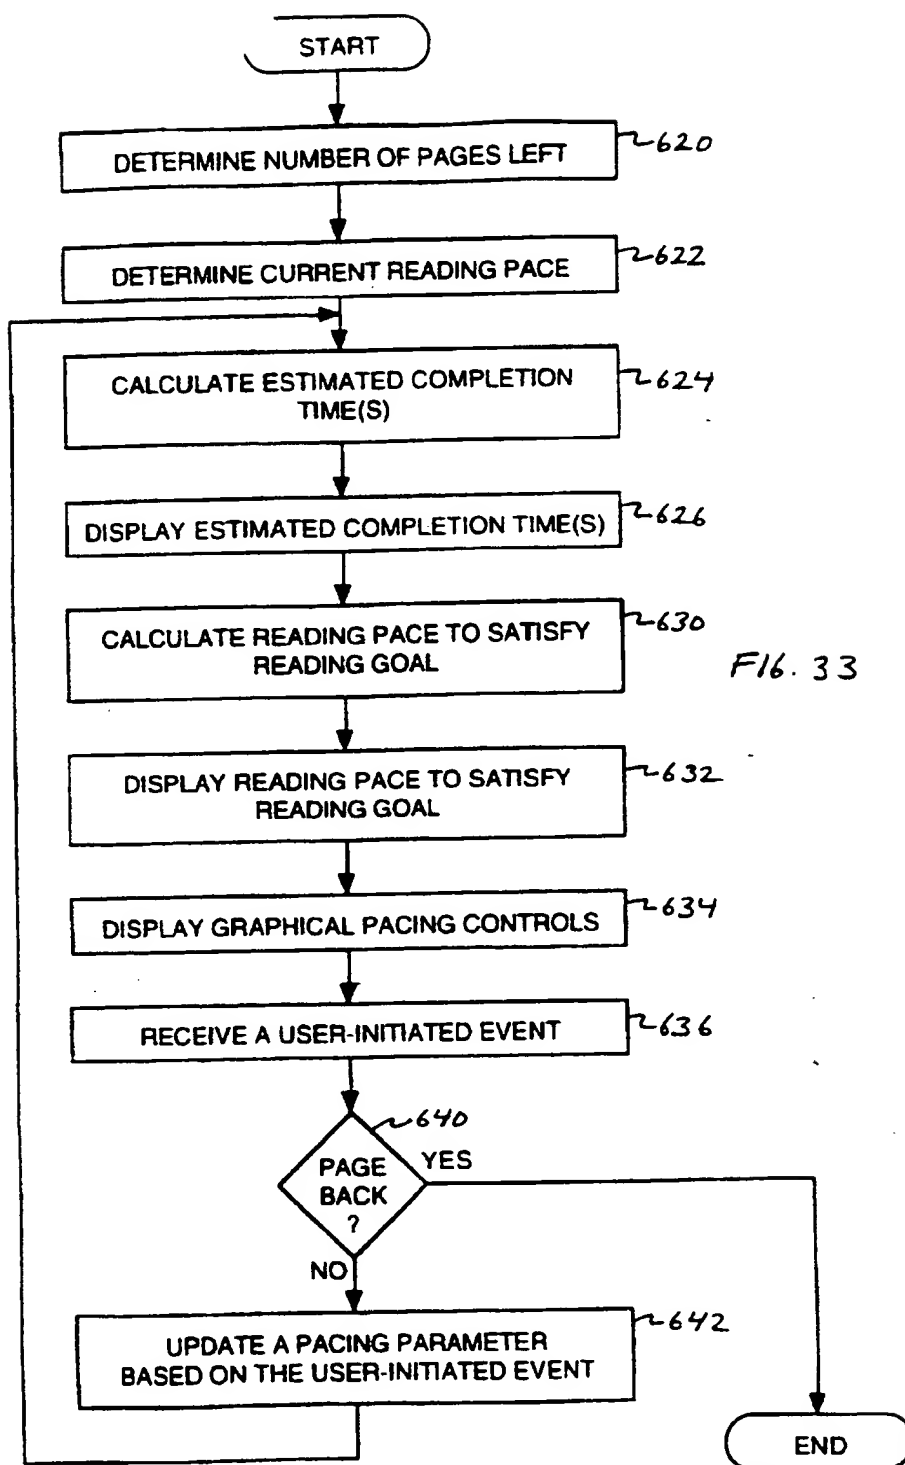 START
DETERMINE NUMBER OF PAGES LEFT
620
DETERMINE CURRENT READING PACE
622
CALCULATE ESTIMATED COMPLETION
TIME(S)
624
DISPLAY ESTIMATED COMPLETION TIME(S)
626
CALCULATE READING PACE TO SATISFY
READING GOAL
630
FIG. 33
DISPLAY READING PACE TO SATISFY
READING GOAL
632
DISPLAY GRAPHICAL PACING CONTROLS
634
RECEIVE A USER-INITIATED EVENT
636
640
PAGE
BACK
?
YES
NO
UPDATE A PACING PARAMETER
BASED ON THE USER-INITIATED EVENT
642
END